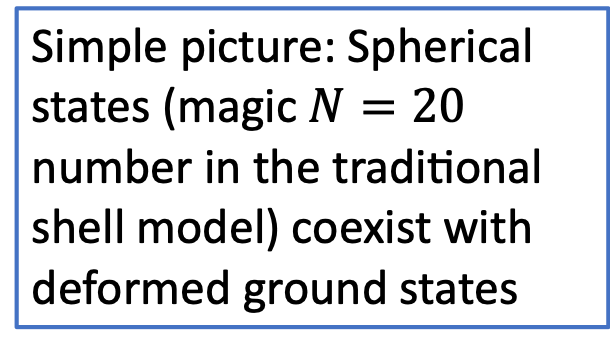 Simple picture: Spherical
states (magic N = 20
number in the traditional
shell model) coexist with
deformed ground states